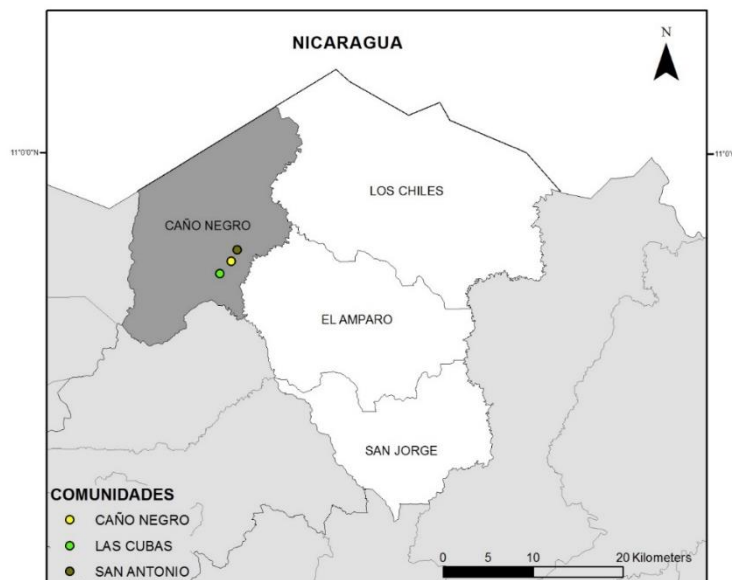 NICARAGUA
N
11°0'0"N
11°0'
LOS CHILES
CAÑO NEGRO
EL AMPARO
SAN JORGE
COMUNIDADES
CAÑO NEGRO
LAS CUBAS
SAN ANTONIO
0 5 10 20 Kilometers